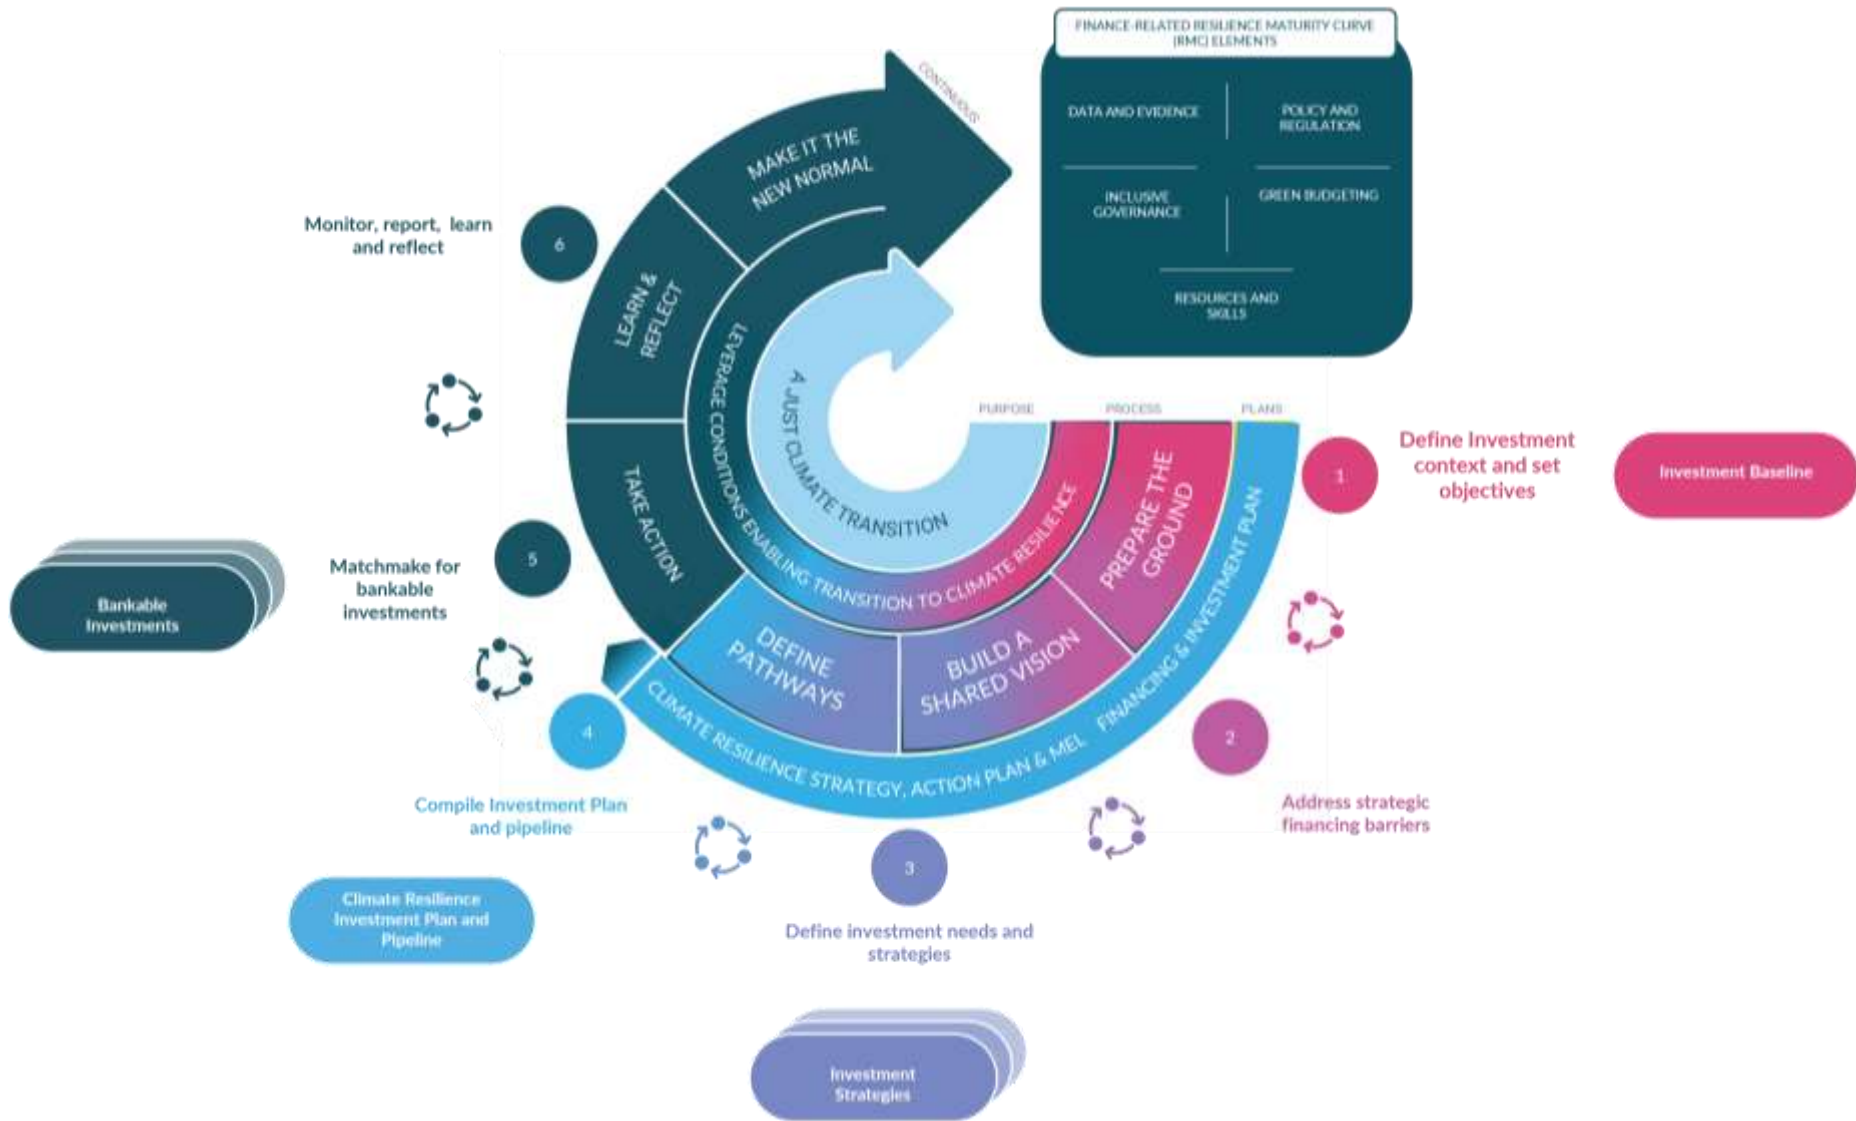 FINANCE-RELATED RESILIENCE MATURITY CURVE
(RMC) ELEMENTS
DATA AND EVIDENCE
POLICY AND
REGULATION
INCLUSIVE
GOVERNANCE
GREEN BUDGETING
RESOURCES AND
SKILLS
CONTINUOUS
MAKE IT THE
NEW NORMAL
LEARN &
REFLECT
TAKE ACTION
DEFINE
PATHWAYS
BUILD A
SHARED VISION
PREPARE THE
GROUND
LEVERAGE CONDITIONS ENABLING TRANSITION TO CLIMATE RESILIENCE
A JUST CLIMATE TRANSITION
PURPOSE
PROCESS
PLANS
CLIMATE RESILIENCE STRATEGY, ACTION PLAN & MEL
FINANCING & INVESTMENT PLAN
1
Define Investment
context and set
objectives
Investment Baseline
2
Address strategic
financing barriers
3
Define investment needs and
strategies
Investment
Strategies
4
Compile Investment Plan
and pipeline
Climate Resilience
Investment Plan and
Pipeline
5
Matchmake for
bankable
investments
Bankable
Investments
6
Monitor, report, learn
and reflect